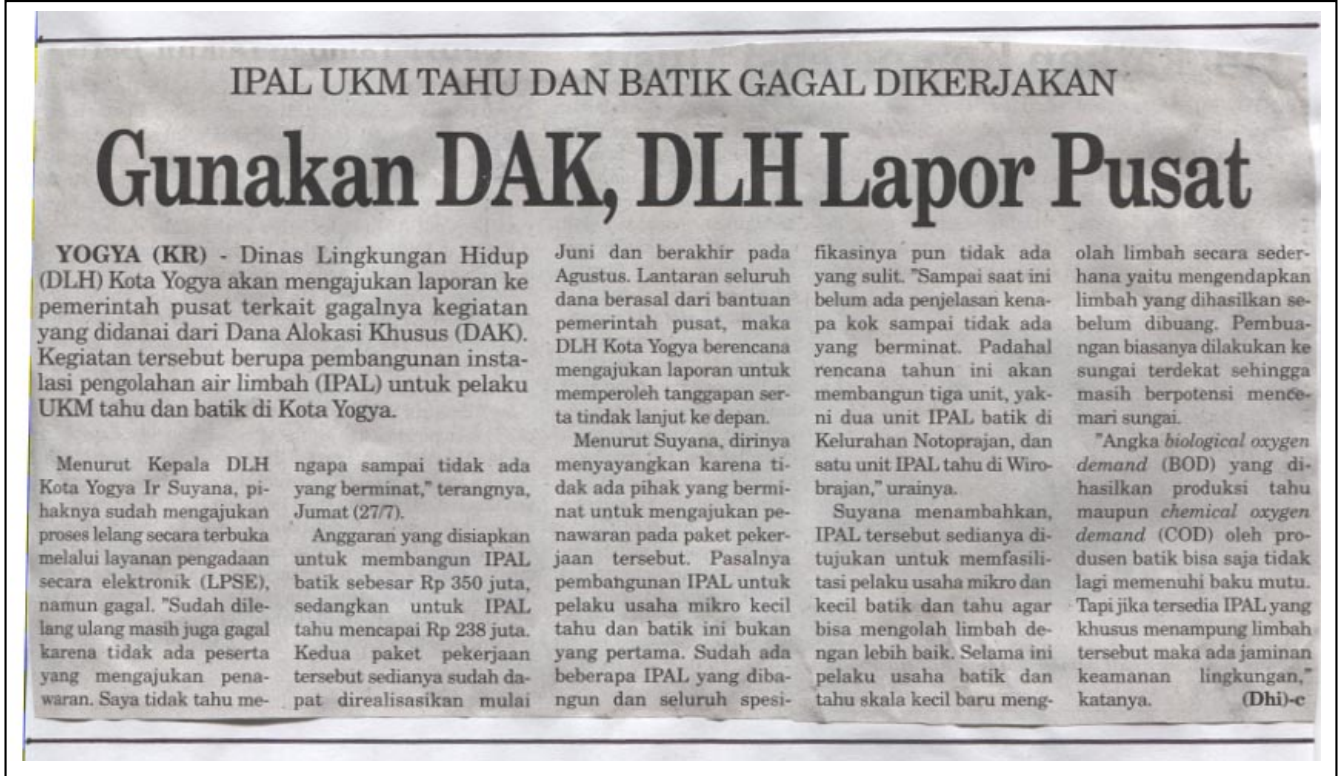 IPAL UKM TAHU DAN BATIK GAGAL DIKERJAKAN
Gunakan DAK, DLH Lapor Pusat
YOGYA (KR) - Dinas Lingkungan Hidup
(DLH) Kota Yogya akan mengajukan laporan ke
pemerintah pusat terkait gagalnya kegiatan
yang didanai dari Dana Alokasi Khusus (DAK).
Kegiatan tersebut berupa pembangunan insta-
lasi pengolahan air limbah (IPAL) untuk pelaku
UKM tahu dan batik di Kota Yogya.
Menurut Kepala DLH
Kota Yogya Ir Suyana, pi-
haknya sudah mengajukan
proses lelang secara terbuka
melalui layanan pengadaan
secara elektronik (LPSE),
namun gagal. "Sudah dile-
lang ulang masih juga gagal
karena tidak ada peserta
yang mengajukan pena-
waran. Saya tidak tahu me-
ngapa sampai tidak ada
yang berminat," terangnya,
Jumat (27/7).
Anggaran yang disiapkan
untuk membangun IPAL
batik sebesar Rp 350 juta,
sedangkan untuk IPAL
tahu mencapai Rp 238 juta.
Kedua paket pekerjaan
tersebut sedianya sudah da-
pat direalisasikan mulai
Juni dan berakhir pada
Agustus. Lantaran seluruh
dana berasal dari bantuan
pemerintah pusat, maka
DLH Kota Yogya berencana
mengajukan laporan untuk
memperoleh tanggapan ser-
ta tindak lanjut ke depan.
Menurut Suyana, dirinya
menyayangkan karena ti-
dak ada pihak yang bermi-
nat untuk mengajukan pe-
nawaran pada paket peker-
jaan tersebut. Pasalnya
pembangunan IPAL untuk
pelaku usaha mikro kecil
tahu dan batik ini bukan
yang pertama. Sudah ada
beberapa IPAL yang diba-
ngun dan seluruh spesi-
fikasinya pun tidak ada
yang sulit. "Sampai saat ini
belum ada penjelasan kena-
pa kok sampai tidak ada
yang berminat. Padahal
rencana tahun ini akan
membangun tiga unit, yak-
ni dua unit IPAL batik di
Kelurahan Notoprajan, dan
satu unit IPAL tahu di Wiro-
brajan," urainya.
Suyana menambahkan,
IPAL tersebut sedianya di-
tujukan untuk memfasili-
tasi pelaku usaha mikro dan
kecil batik dan tahu agar
bisa mengolah limbah de-
ngan lebih baik. Selama ini
pelaku usaha batik dan
tahu skala kecil baru meng-
olah limbah secara seder-
hana yaitu mengendapkan
limbah yang dihasilkan se-
belum dibuang. Pembua-
ngan biasanya dilakukan ke
sungai terdekat sehingga
masih berpotensi mence-
mari sungai.
"Angka biological oxygen
demand (BOD) yang di-
hasilkan produksi tahu
maupun chemical oxygen
demand (COD) oleh pro-
dusen batik bisa saja tidak
lagi memenuhi baku mutu.
Tapi jika tersedia IPAL yang
khusus menampung limbah
tersebut maka ada jaminan
keamanan lingkungan,"
katanya. (Dhi)-c